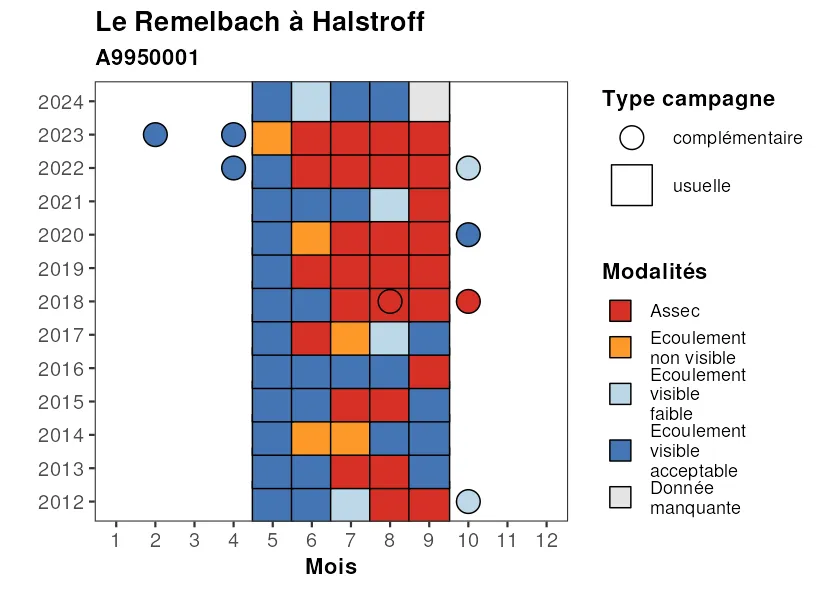 Le Remelbach à Halstroff
A9950001
2024
2023
2022
2021
2020
2019
2018
2017
2016
2015
2014
2013
2012
1 2 3 4 5 6 7 8 9 10 11 12
Mois
Type campagne
complémentaire
usuelle
Modalités
Assec
Ecoulement
non visible
Ecoulement
visible
faible
Ecoulement
visible
acceptable
Donnée
manquante